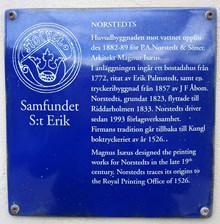 Samfundet
S:t Erik
NORSTEDTS
Huvudbyggnaden mot vattnet uppför-
des 1882-89 för P.A.Norstedt & Söner.
Arkitekt Magnus Isæus.
I anläggningen ingår ett bostadshus från
1772, ritat av Erik Palmstedt, samt en
tryckeribyggnad från 1857 av J F Åbom.
Norstedts, grundat 1823, flyttade till
Riddarholmen 1833. Norstedts driver
sedan 1993 förlagsverksamhet.
Firmans tradition går tillbaka till Kungl
boktryckeriet av år 1526.
Magnus Isæus designed the printing
works for Norstedts in the late 19th
century. Norstedts traces its origins to
the Royal Printing Office of 1526.